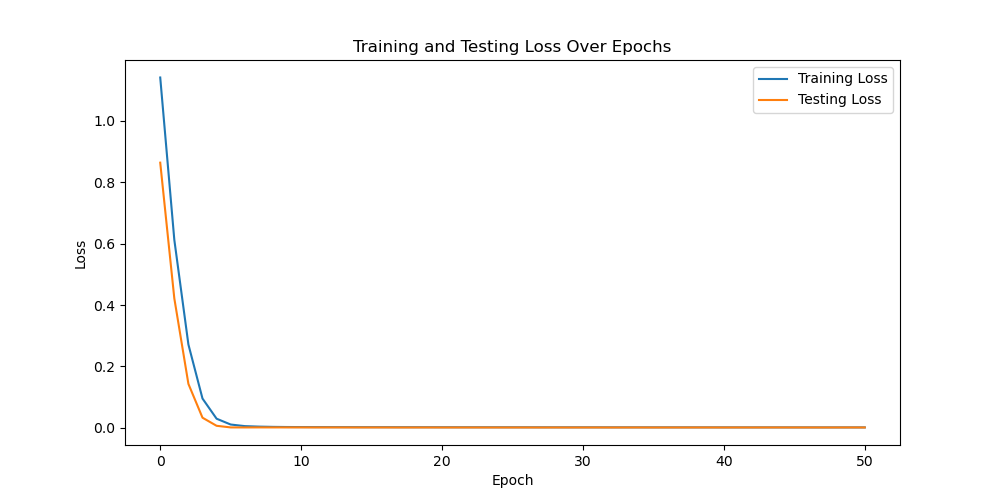 Training and Testing Loss Over Epochs
Training Loss
Testing Loss
1.0
0.8
0.6
0.4
0.2
0.0
Loss
0 10 20 30 40 50
Epoch